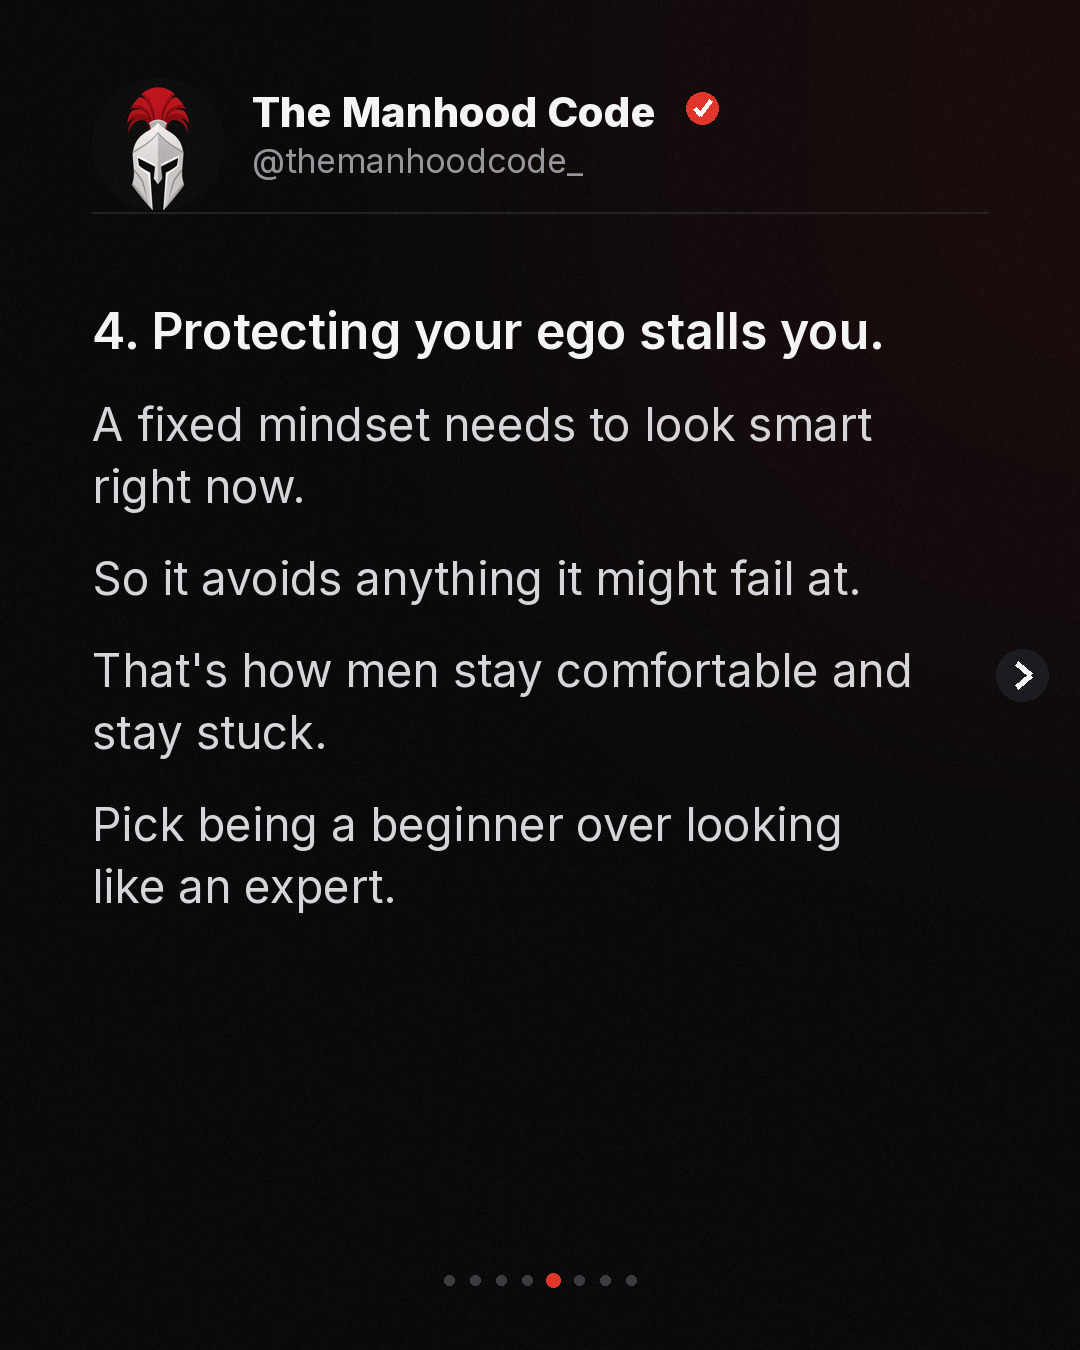 The Manhood Code
@themanhoodcode_
4. Protecting your ego stalls you.
A fixed mindset needs to look smart
right now.
So it avoids anything it might fail at.
That's how men stay comfortable and
stay stuck.
Pick being a beginner over looking
like an expert.